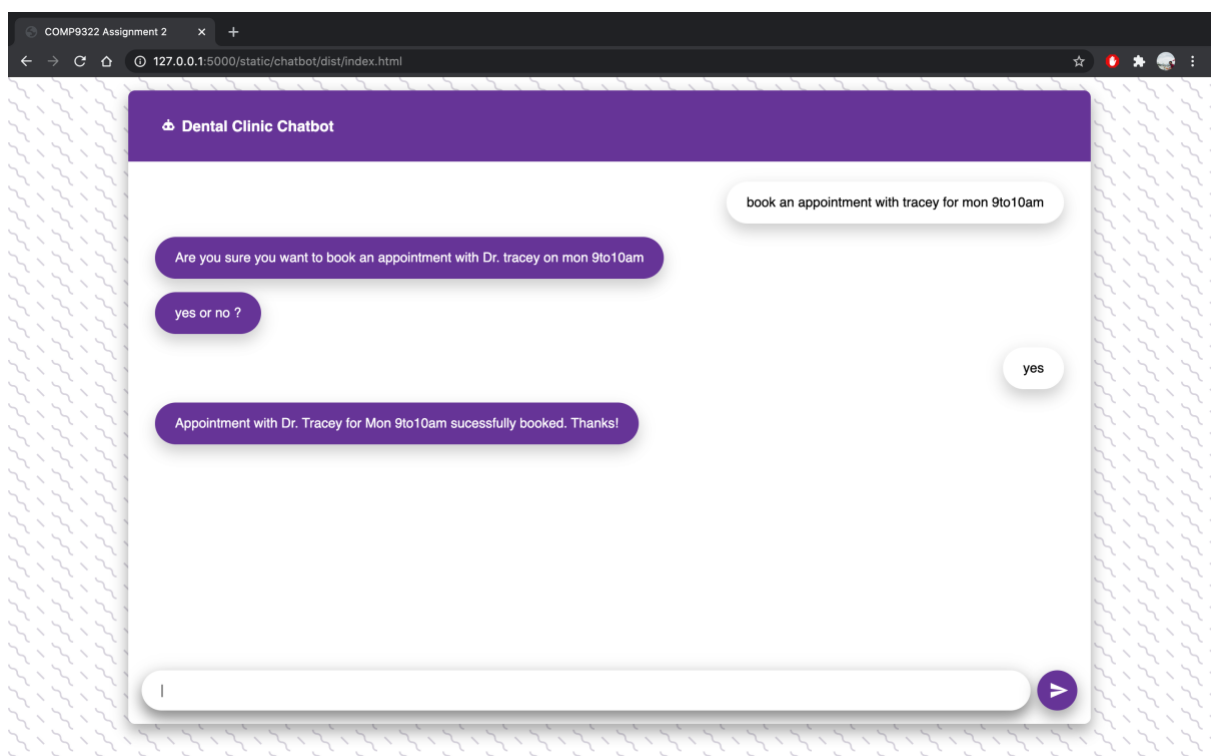 COMP9322 Assignment 2
127.0.0.1:5000/static/chatbot/dist/index.html
Dental Clinic Chatbot
book an appointment with tracey for mon 9to10am
Are you sure you want to book an appointment with Dr. tracey on mon 9to10am
yes or no ?
yes
Appointment with Dr. Tracey for Mon 9to10am sucessfully booked. Thanks!